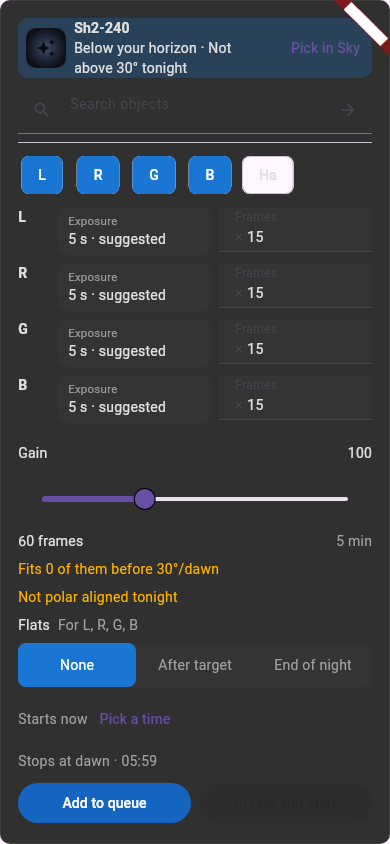 Sh2-240
Below your horizon · Not
above 30° tonight
Pick in Sky
Search objects
L
R
G
B
Ha
L
Exposure
5 s · suggested
Frames
× 15
R
Exposure
5 s · suggested
Frames
× 15
G
Exposure
5 s · suggested
Frames
× 15
B
Exposure
5 s · suggested
Frames
× 15
Gain
100
60 frames
5 min
Fits 0 of them before 30°/dawn
Not polar aligned tonight
Flats For L, R, G, B
None
After target
End of night
Starts now
Pick a time
Stops at dawn · 05:59
Add to queue
Create and start